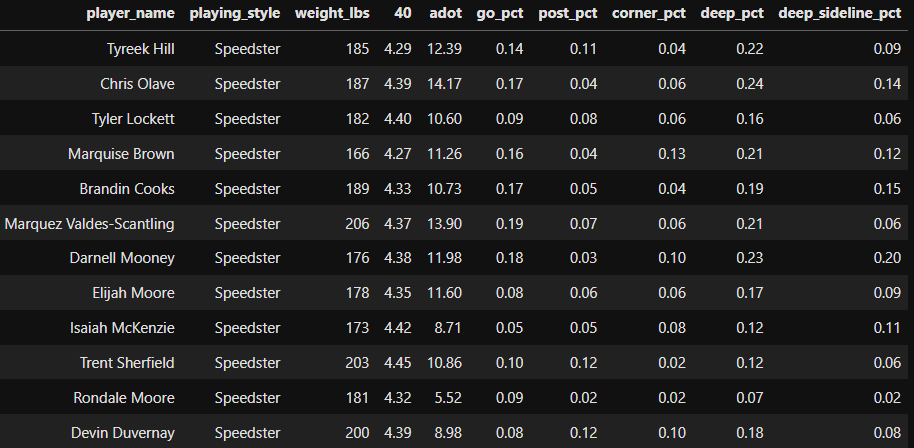 player_name playing_style weight_lbs 40 adot go_pct post_pct corner_pct deep_pct deep_sideline_pct
Tyreek Hill Speedster 185 4.29 12.39 0.14 0.11 0.04 0.22 0.09
Chris Olave Speedster 187 4.39 14.17 0.17 0.04 0.06 0.24 0.14
Tyler Lockett Speedster 182 4.40 10.60 0.09 0.08 0.06 0.16 0.06
Marquise Brown Speedster 166 4.27 11.26 0.16 0.04 0.13 0.21 0.12
Brandin Cooks Speedster 189 4.33 10.73 0.17 0.05 0.04 0.19 0.15
Marquez Valdes-Scantling Speedster 206 4.37 13.90 0.19 0.07 0.06 0.21 0.06
Darnell Mooney Speedster 176 4.38 11.98 0.18 0.03 0.10 0.23 0.20
Elijah Moore Speedster 178 4.35 11.60 0.08 0.06 0.06 0.17 0.09
Isaiah McKenzie Speedster 173 4.42 8.71 0.05 0.05 0.08 0.12 0.11
Trent Sherfield Speedster 203 4.45 10.86 0.10 0.12 0.02 0.12 0.06
Rondale Moore Speedster 181 4.32 5.52 0.09 0.02 0.02 0.07 0.02
Devin Duvernay Speedster 200 4.39 8.98 0.08 0.12 0.10 0.18 0.08